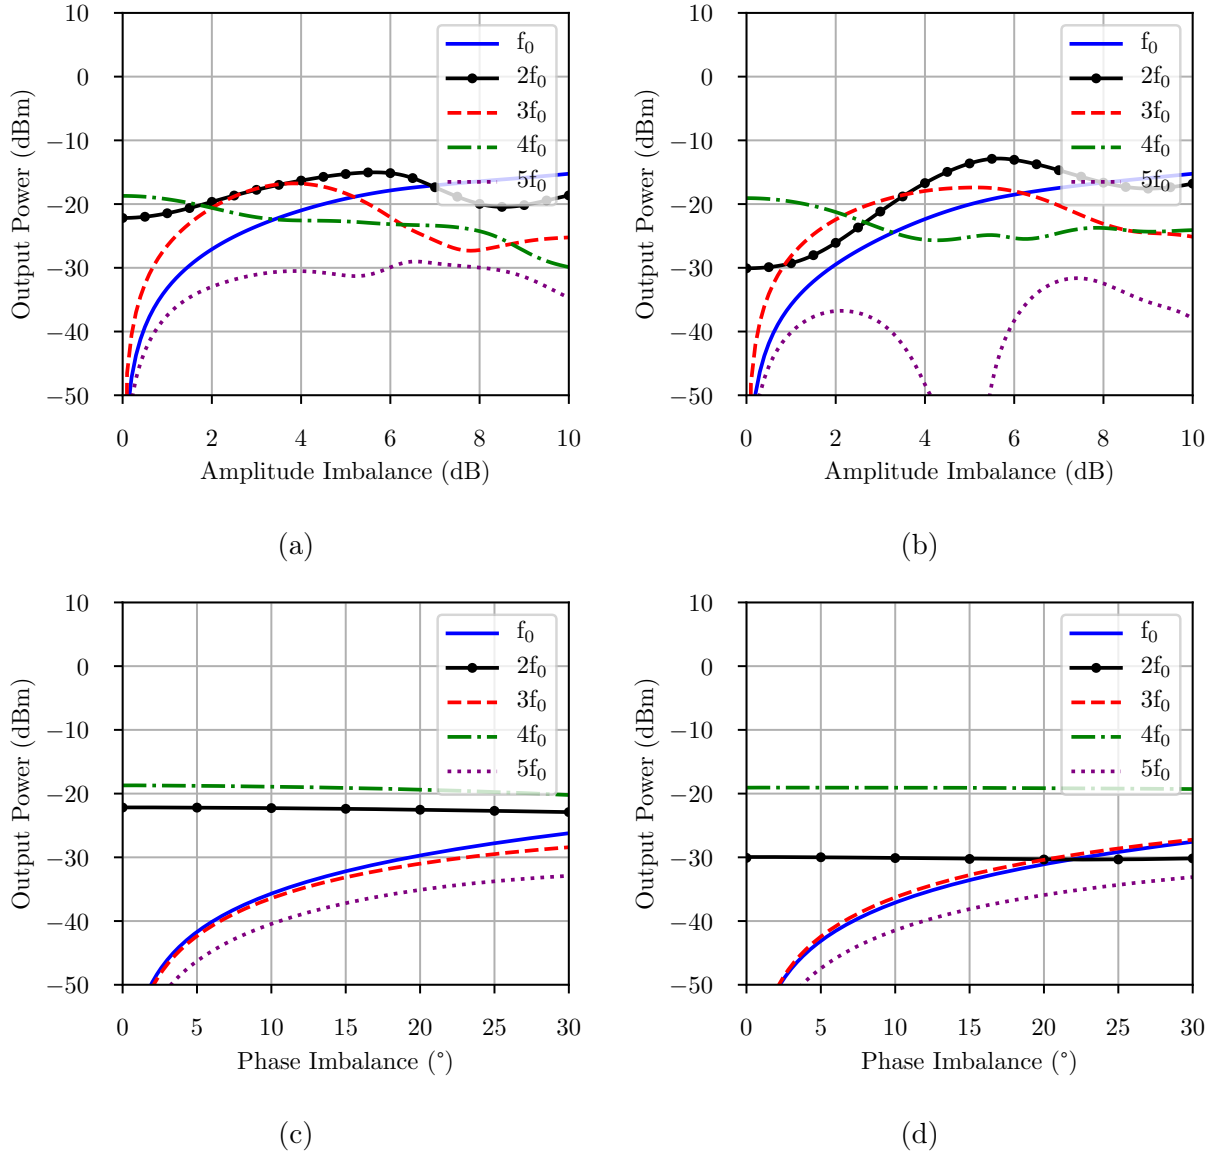 10
0
−10
−20
−30
−40
−50
Output Power (dBm)
f0
2f0
3f0
4f0
5f0
0 2 4 6 8 10
Amplitude Imbalance (dB)
(a)
10
0
−10
−20
−30
−40
−50
Output Power (dBm)
f0
2f0
3f0
4f0
5f0
0 2 4 6 8 10
Amplitude Imbalance (dB)
(b)
10
0
−10
−20
−30
−40
−50
Output Power (dBm)
f0
2f0
3f0
4f0
5f0
0 5 10 15 20 25 30
Phase Imbalance (°)
(c)
10
0
−10
−20
−30
−40
−50
Output Power (dBm)
f0
2f0
3f0
4f0
5f0
0 5 10 15 20 25 30
Phase Imbalance (°)
(d)